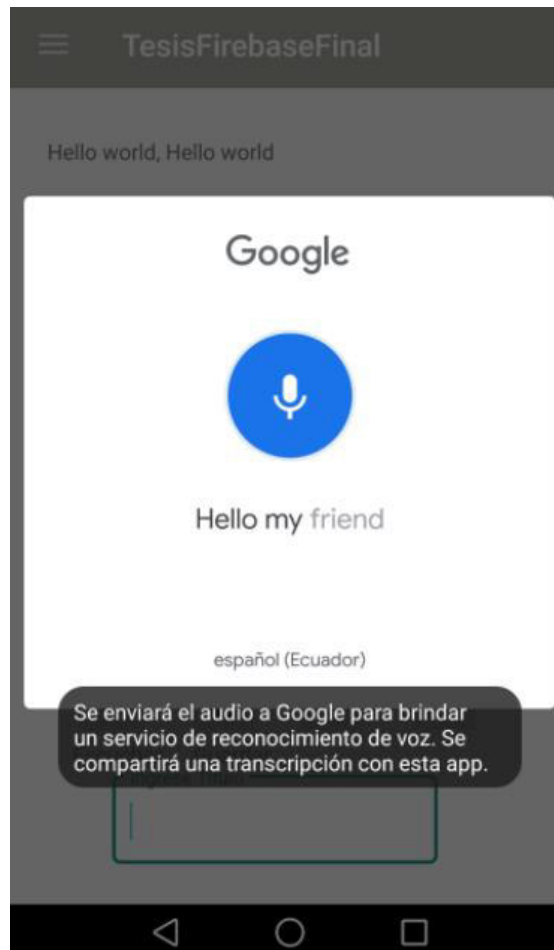 TesisFirebaseFinal
Hello world, Hello world
Google
Hello my friend
español (Ecuador)
Se enviará el audio a Google para brindar
un servicio de reconocimiento de voz. Se
compartirá una transcripción con esta app.